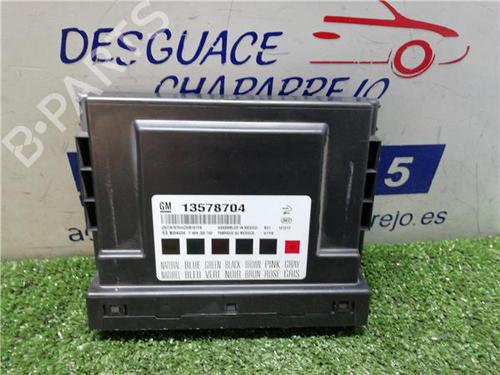 DESGUACE
CHAPARREJO
B-PARTS
5
arrejo.es
GM 13578704
ASSEMBLED IN MEXICO
NATURAL BLUE GREEN BLACK BROWN PINK GRAY
NATUREL BLEU VERT NOIR BRUN ROSE GRIS